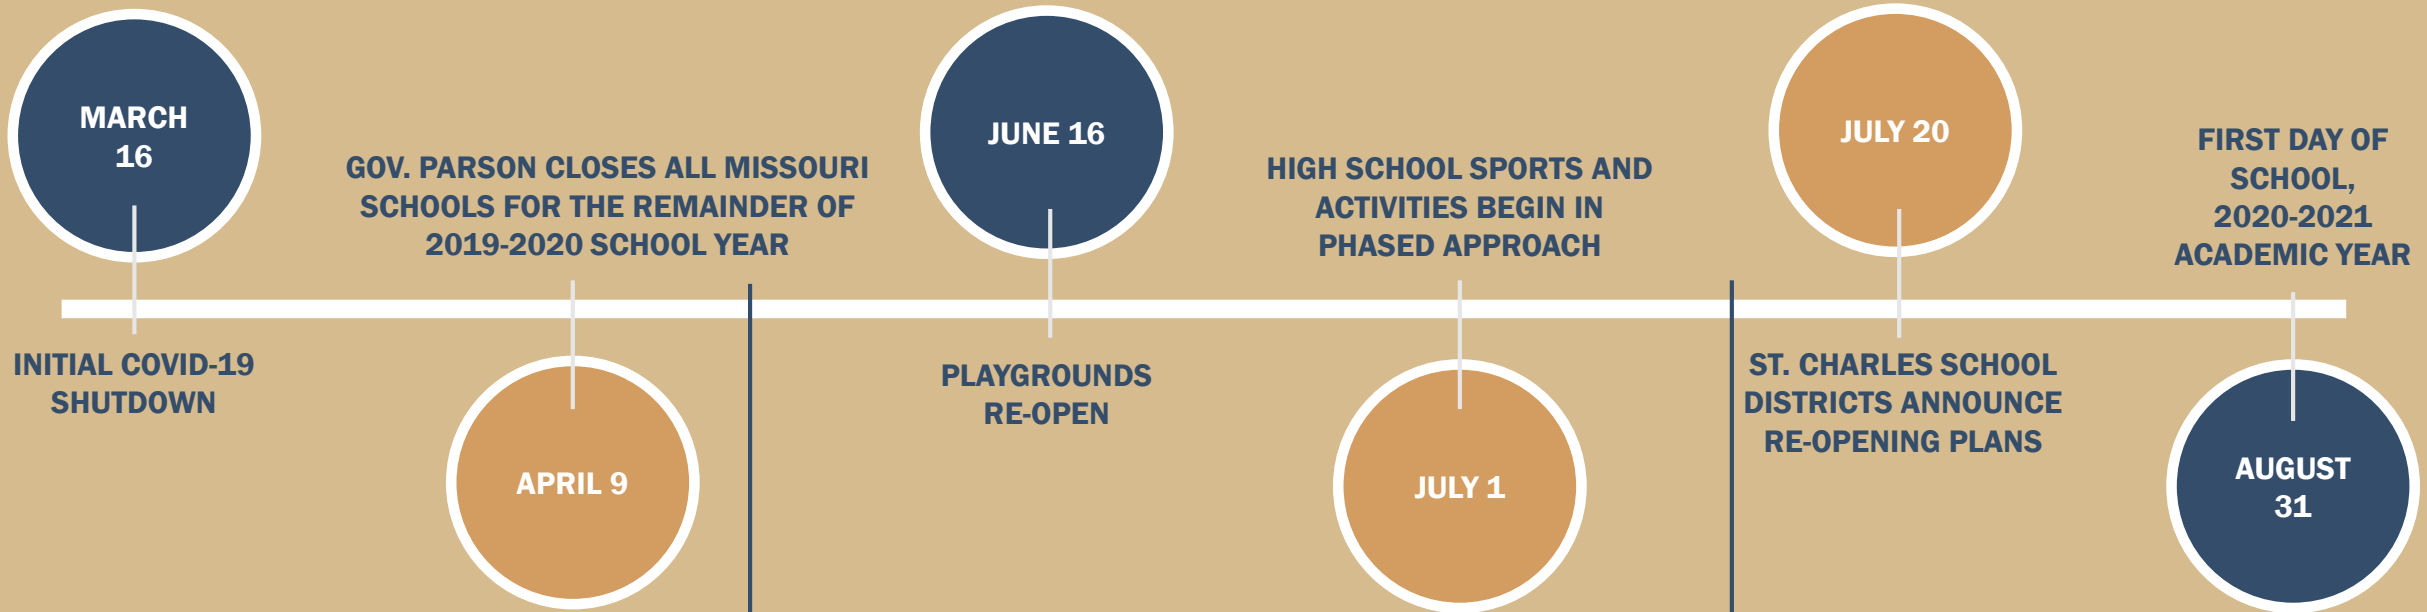 MARCH
16
INITIAL COVID-19
SHUTDOWN
GOV. PARSON CLOSES ALL MISSOURI
SCHOOLS FOR THE REMAINDER OF
2019-2020 SCHOOL YEAR
APRIL 9
JUNE 16
PLAYGROUNDS
RE-OPEN
HIGH SCHOOL SPORTS AND
ACTIVITIES BEGIN IN
PHASED APPROACH
JULY 1
JULY 20
ST. CHARLES SCHOOL
DISTRICTS ANNOUNCE
RE-OPENING PLANS
FIRST DAY OF
SCHOOL,
2020-2021
ACADEMIC YEAR
AUGUST
31